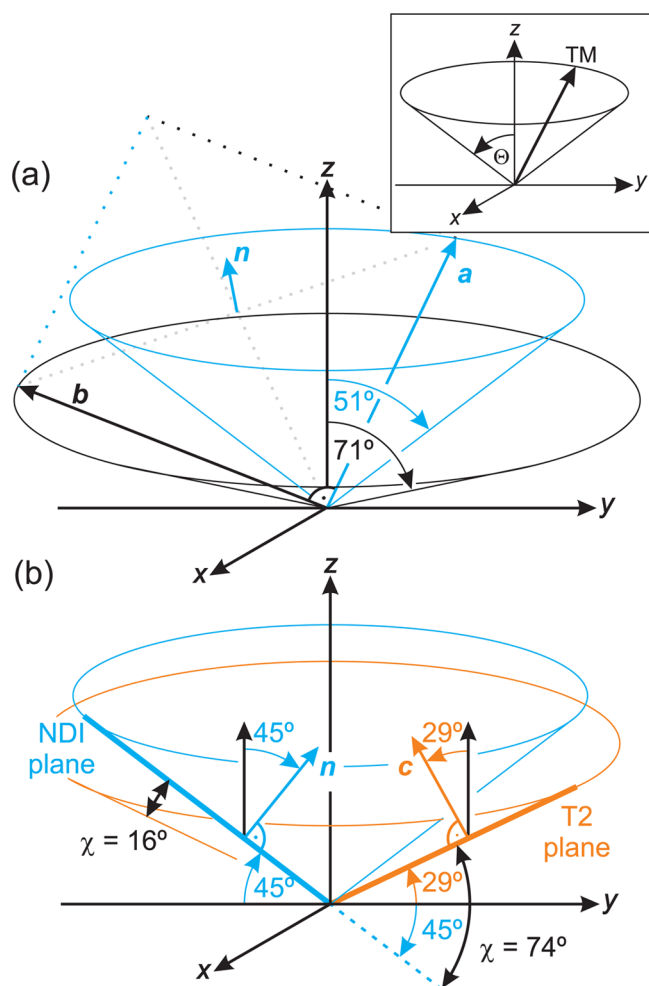 z
TM
Θ
y
x
(a)
z
n
a
b
51º
71º
y
x
(b)
z
NDI
plane
45º
n
29º
c
T2
plane
χ = 16º
45º
29º
45º
χ = 74º
y
x